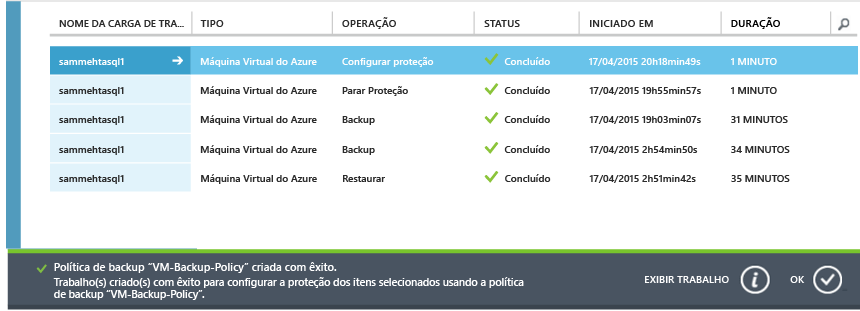 NOME DA CARGA DE TRA... TIPO OPERAÇÃO STATUS INICIADO EM DURAÇÃO
sammehtasql1 Máquina Virtual do Azure Configurar proteção Concluído 17/04/2015 20h18min49s 1 MINUTO
sammehtasql1 Máquina Virtual do Azure Parar Proteção Concluído 17/04/2015 19h55min57s 1 MINUTO
sammehtasql1 Máquina Virtual do Azure Backup Concluído 17/04/2015 19h03min07s 31 MINUTOS
sammehtasql1 Máquina Virtual do Azure Backup Concluído 17/04/2015 2h54min50s 34 MINUTOS
sammehtasql1 Máquina Virtual do Azure Restaurar Concluído 17/04/2015 2h51min42s 35 MINUTOS
Política de backup “VM-Backup-Policy” criada com êxito.
Trabalho(s) criado(s) com êxito para configurar a proteção dos itens selecionados usando a política
de backup “VM-Backup-Policy”.
EXIBIR TRABALHO OK